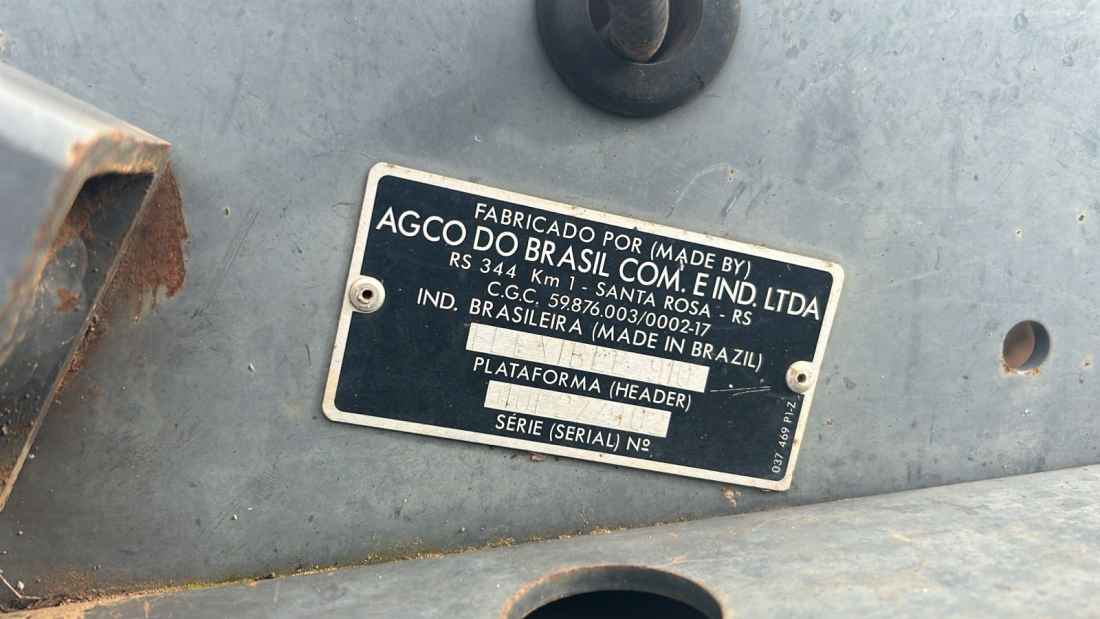 FABRICADO POR (MADE BY)
AGCO DO BRASIL COM. E IND. LTDA
RS 344 Km 1 - SANTA ROSA - RS
C.G.C. 59.876.003/0002-17
IND. BRASILEIRA (MADE IN BRAZIL)
PLATAFORMA (HEADER)
SÉRIE (SERIAL) Nº
037 469 P1-Z